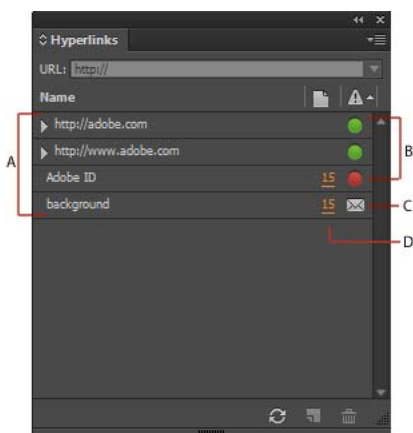 Hyperlinks
URL: http://
Name
http://adobe.com
http://www.adobe.com
Adobe ID 15
background 15
A
B
C
D